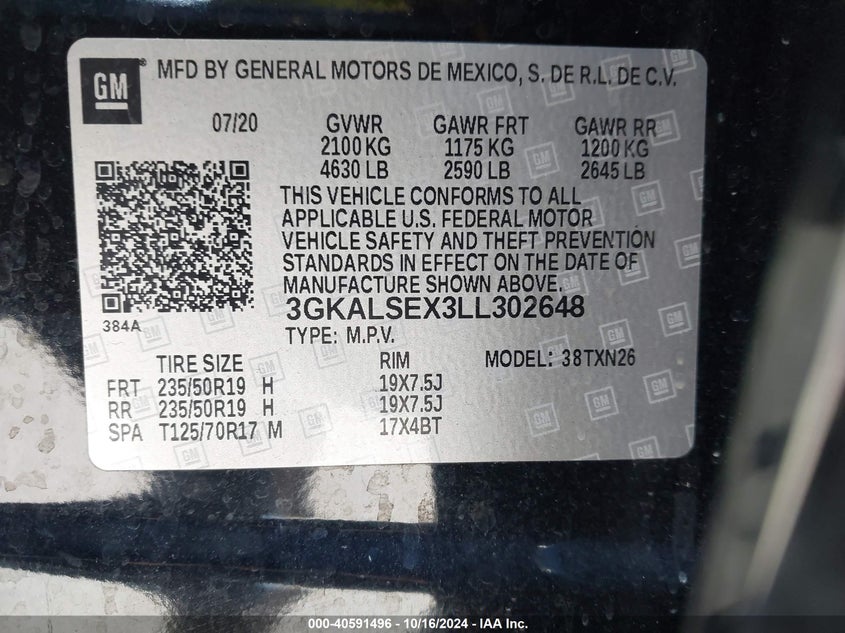 GM
MFD BY GENERAL MOTORS DE MEXICO, S. DE R.L. DE C.V.
07/20 GVWR GAWR FRT GAWR RR
2100 KG 1175 KG 1200 KG
4630 LB 2590 LB 2645 LB
THIS VEHICLE CONFORMS TO ALL
APPLICABLE U.S. FEDERAL MOTOR
VEHICLE SAFETY AND THEFT PREVENTION
STANDARDS IN EFFECT ON THE DATE OF
MANUFACTURE SHOWN ABOVE.
384A
3GKALSEX3LL302648
TYPE: M.P.V.
TIRE SIZE RIM MODEL: 38TXN26
FRT 235/50R19 H 19X7.5J
RR 235/50R19 H 19X7.5J
SPA T125/70R17 M 17X4BT
000-40591496 - 10/16/2024 - IAA Inc.